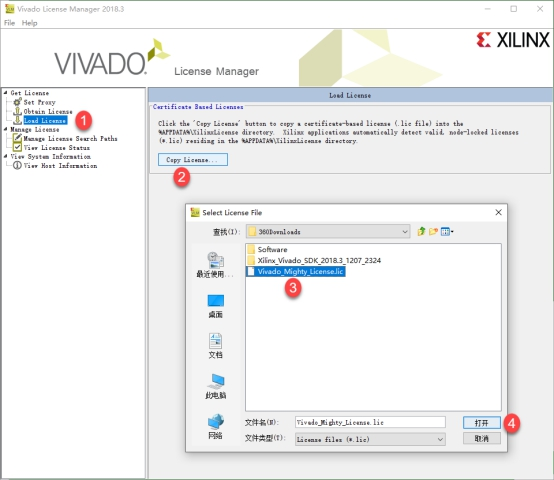 Vivado License Manager 2018.3
File Help
VIVADO. License Manager
XILINX
Get License
Set Proxy
Obtain License
Load License
1
Manage License
Manage License Search Paths
View License Status
View System Information
View Host Information
Load License
Certificate Based Licenses
Click the 'Copy License' button to copy a certificate-based license (.lic file) into the
%APPDATA%\XilinxLicense directory. Xilinx applications automatically detect valid, node-locked licenses
(*.lic) residing in the %APPDATA%\XilinxLicense directory.
Copy License...
2
Select License File
查找(I):
360Downloads
Software
Xilinx_Vivado_SDK_2018.3_1207_2324
Vivado_Mighty_License.lic
3
最近使用...
桌面
文档
此电脑
网络
文件名(N):
Vivado_Mighty_License.lic
打开
4
文件类型(T):
License files (*.lic)
取消